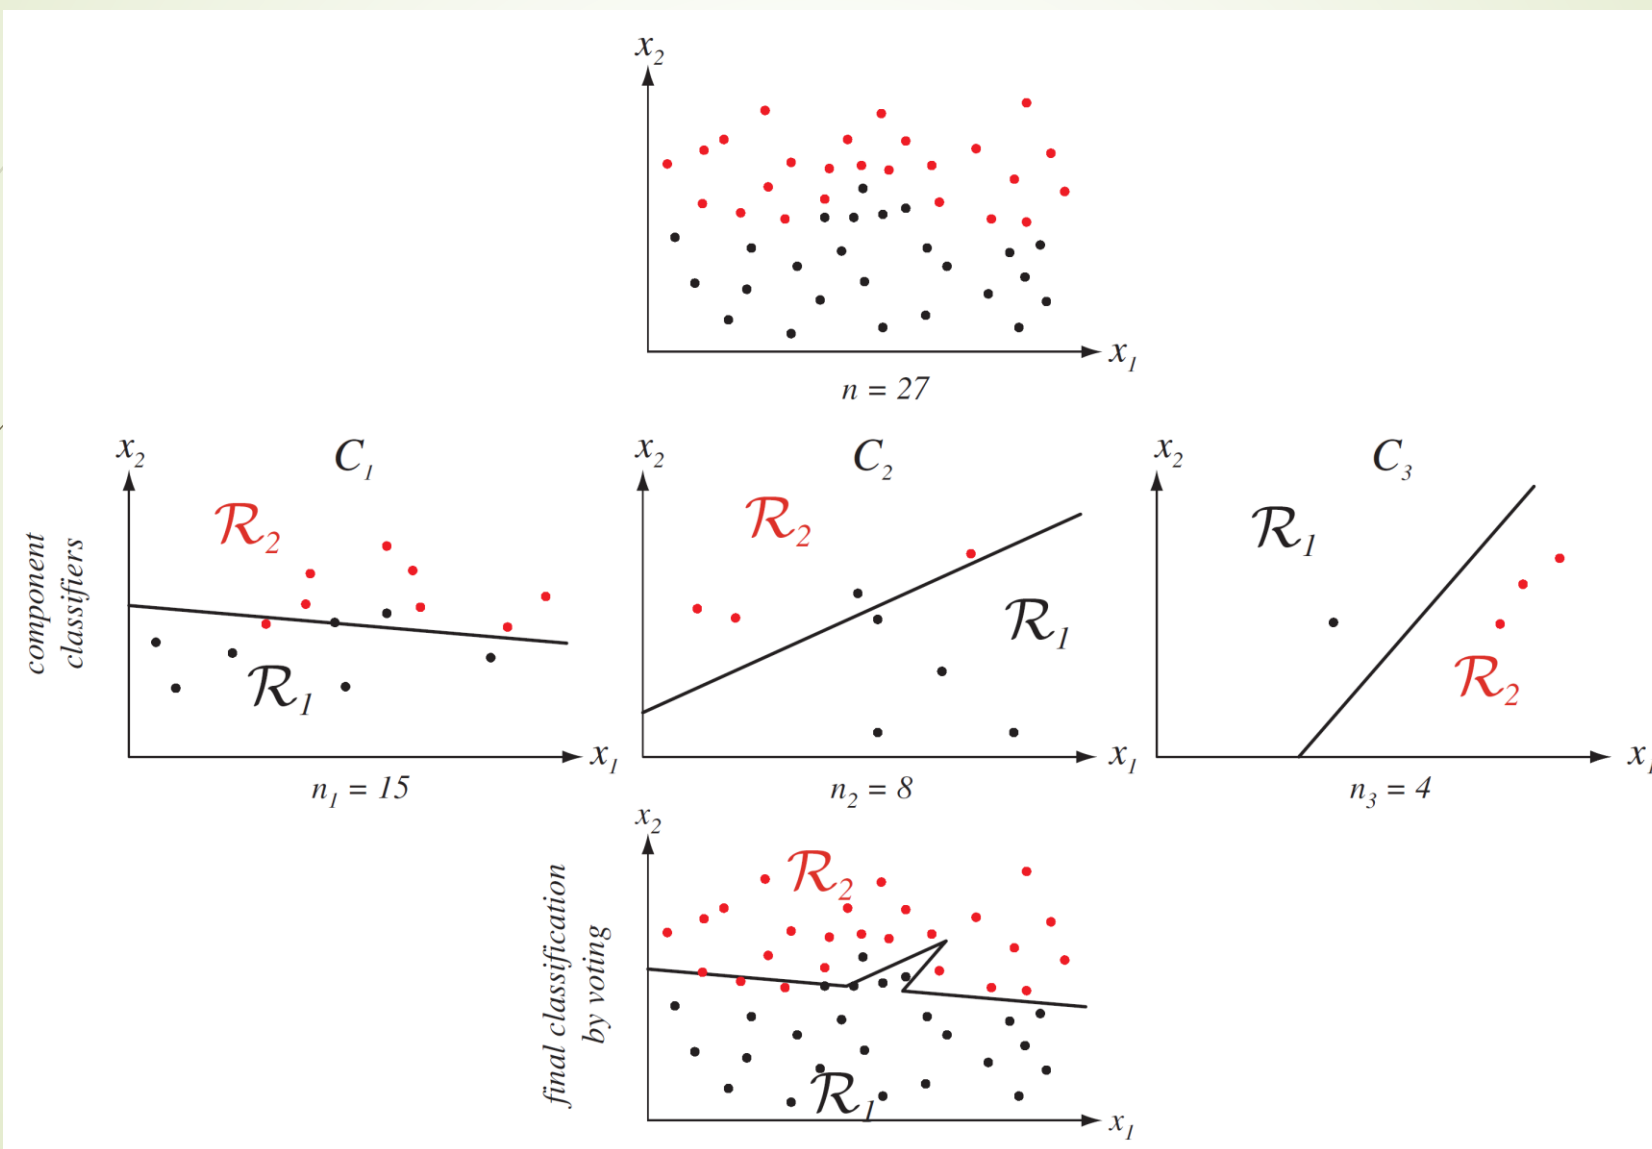 x₂
x₁
n = 27
component
classifiers
x₂
C₁
R₂
R₁
x₁
n₁ = 15
x₂
C₂
R₂
R₁
x₁
n₂ = 8
x₂
C₃
R₁
R₂
x₁
n₃ = 4
final classification
by voting
x₂
R₂
R₁
x₁